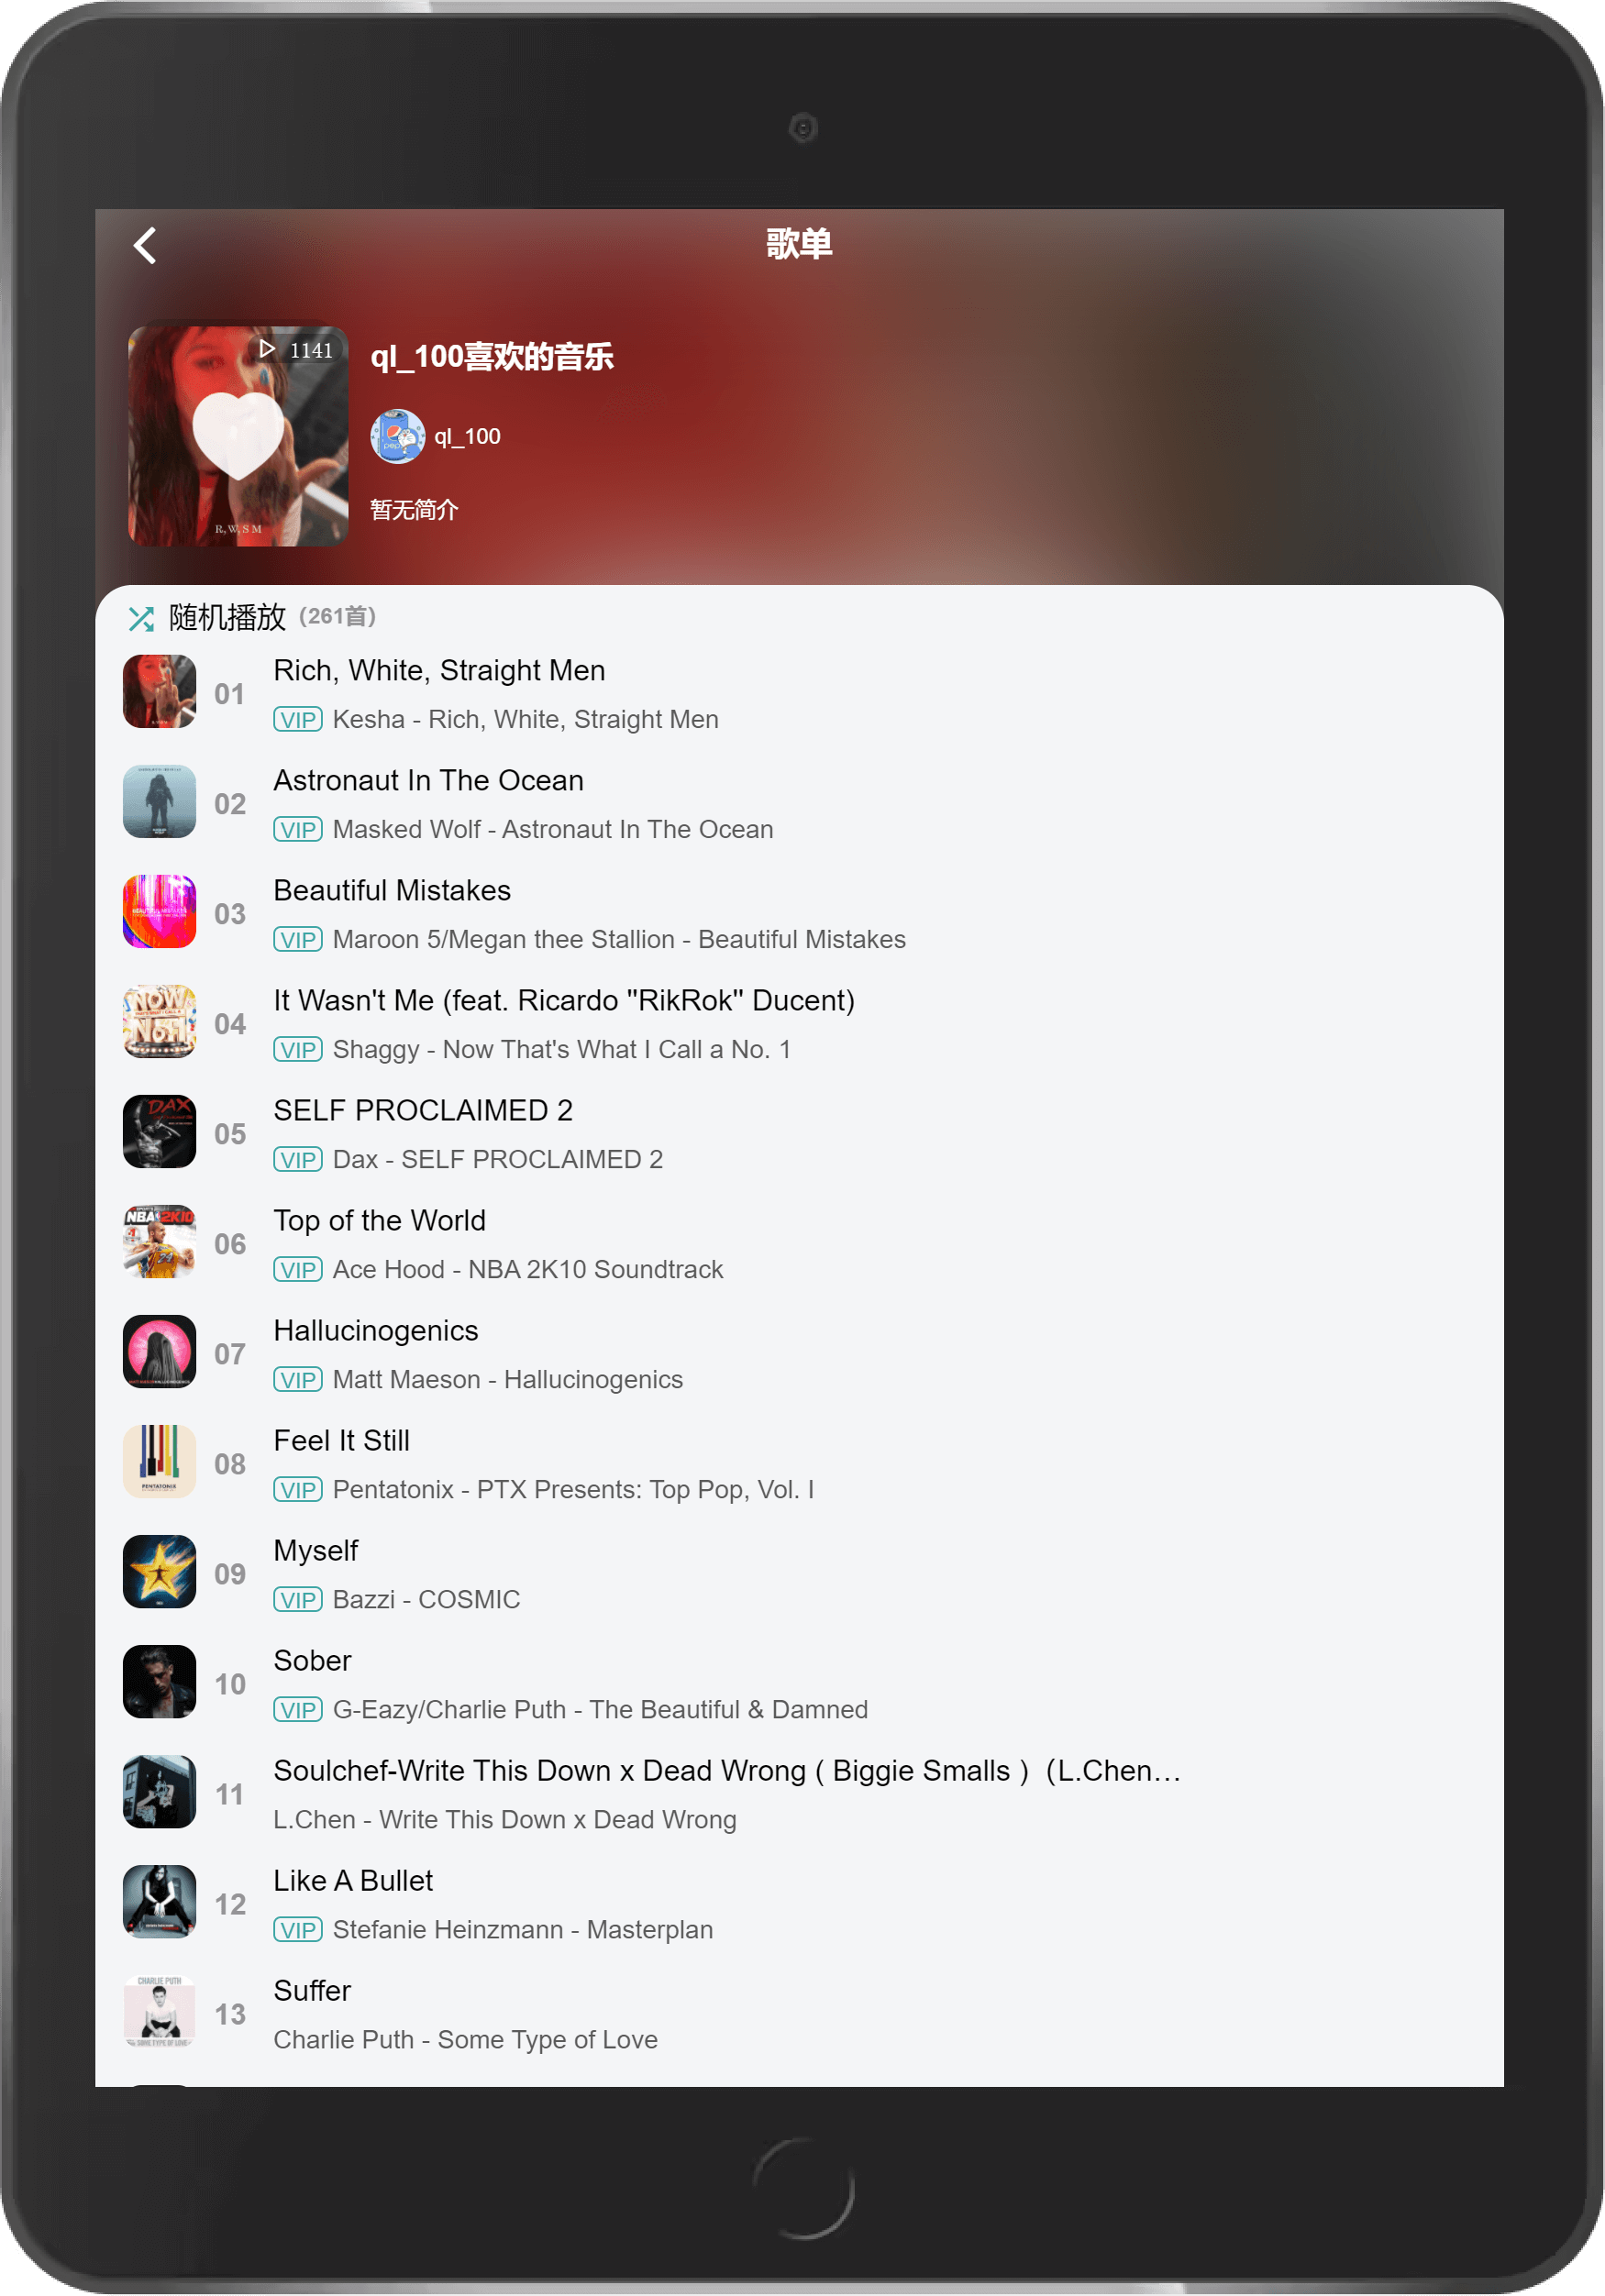 歌单
1141
ql_100喜欢的音乐
ql_100
暂无简介
R, W, S M
随机播放 (261首)
01 Rich, White, Straight Men
VIP Kesha - Rich, White, Straight Men
02 Astronaut In The Ocean
VIP Masked Wolf - Astronaut In The Ocean
03 Beautiful Mistakes
VIP Maroon 5/Megan thee Stallion - Beautiful Mistakes
04 It Wasn't Me (feat. Ricardo "RikRok" Ducent)
VIP Shaggy - Now That's What I Call a No. 1
05 SELF PROCLAIMED 2
VIP Dax - SELF PROCLAIMED 2
06 Top of the World
VIP Ace Hood - NBA 2K10 Soundtrack
07 Hallucinogenics
VIP Matt Maeson - Hallucinogenics
08 Feel It Still
VIP Pentatonix - PTX Presents: Top Pop, Vol. I
09 Myself
VIP Bazzi - COSMIC
10 Sober
VIP G-Eazy/Charlie Puth - The Beautiful & Damned
11 Soulchef-Write This Down x Dead Wrong ( Biggie Smalls )（L.Chen…
L.Chen - Write This Down x Dead Wrong
12 Like A Bullet
VIP Stefanie Heinzmann - Masterplan
13 Suffer
Charlie Puth - Some Type of Love